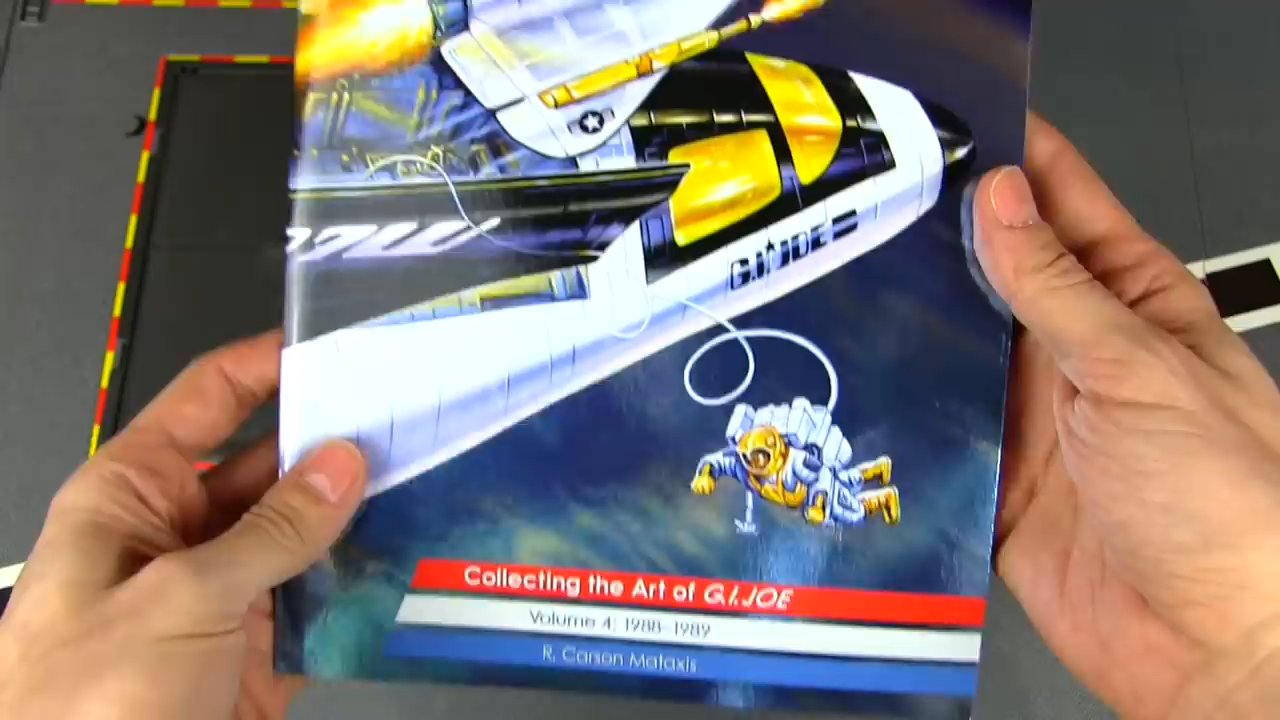 G.I. JOE
Collecting the Art of G.I. JOE
Volume 4: 1988–1989
R. Carson Mataxis